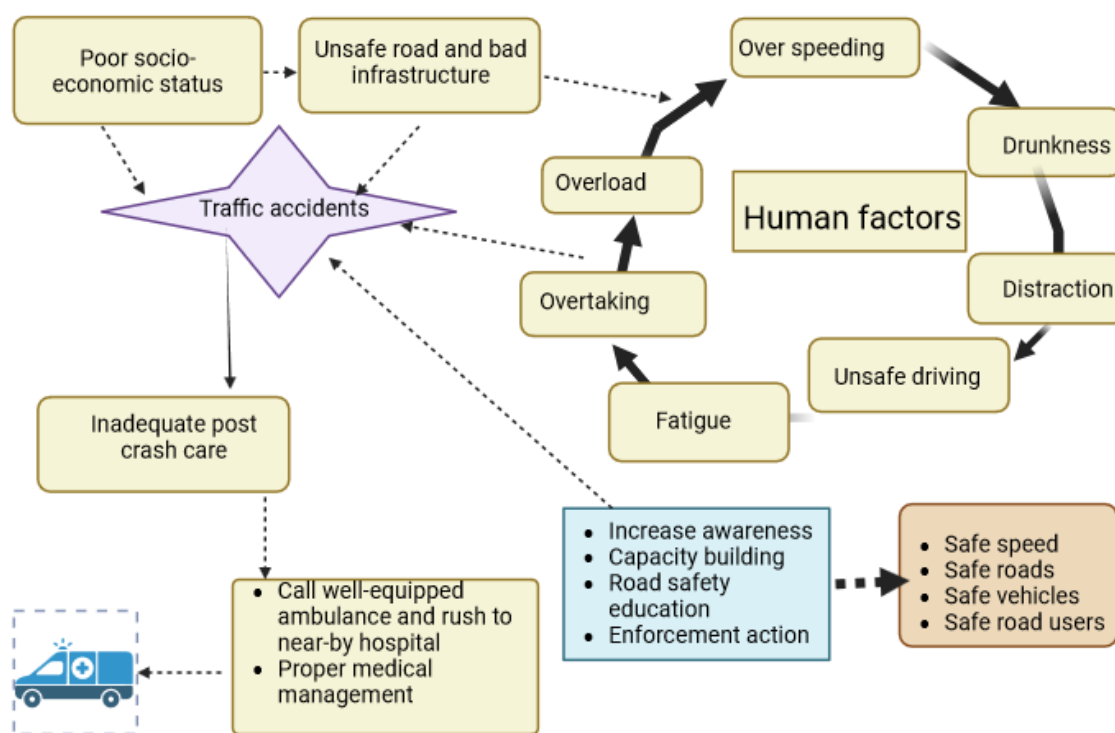 Poor socio-
economic status
Unsafe road and bad
infrastructure
Over speeding
Drunkness
Overload
Traffic accidents
Human factors
Overtaking
Distraction
Unsafe driving
Fatigue
Inadequate post
crash care
• Increase awareness
• Capacity building
• Road safety
education
• Enforcement action
• Safe speed
• Safe roads
• Safe vehicles
• Safe road users
• Call well-equipped
ambulance and rush to
near-by hospital
• Proper medical
management